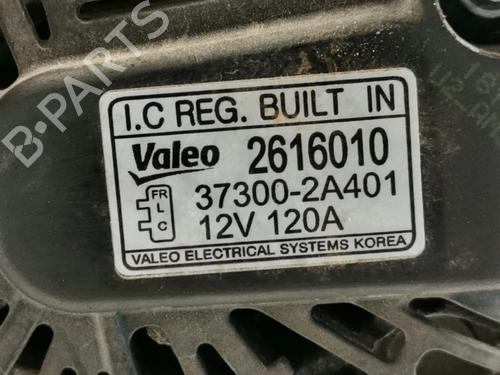 B-PARTS
I.C REG. BUILT IN
Valeo 2616010
FR
L
C
37300-2A401
12V 120A
VALEO ELECTRICAL SYSTEMS KOREA